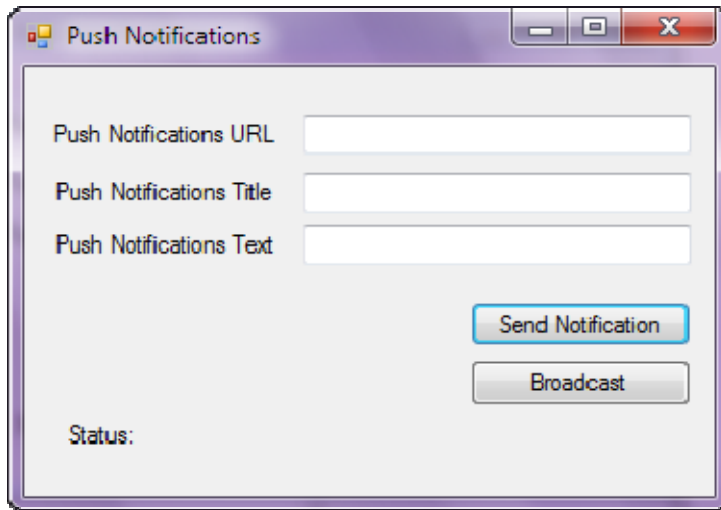 Push Notifications
Push Notifications URL
Push Notifications Title
Push Notifications Text
Send Notification
Broadcast
Status: